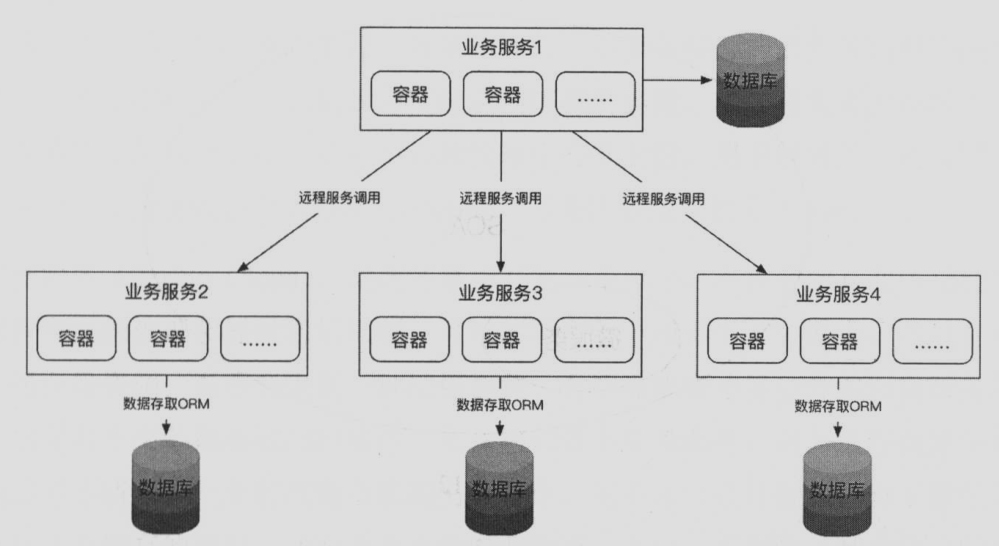 业务服务1
容器 容器 ......
数据库
远程服务调用 远程服务调用 远程服务调用
业务服务2 业务服务3 业务服务4
容器 容器 ...... 容器 容器 ...... 容器 容器 ......
数据存取ORM 数据存取ORM 数据存取ORM
数据库 数据库 数据库